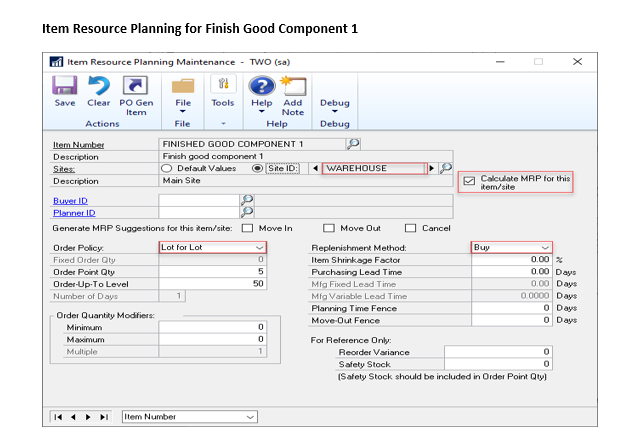 Item Resource Planning for Finish Good Component 1
Item Resource Planning Maintenance - TWO (sa)
Save Clear PO Gen Item File Tools Help Add Note Debug
Actions File Help Debug
Item Number FINISHED GOOD COMPONENT 1
Description Finish good component 1
Sites: Default Values Site ID: WAREHOUSE
Description Main Site
Calculate MRP for this
item/site
Buyer ID
Planner ID
Generate MRP Suggestions for this item/site: Move In Move Out Cancel
Order Policy: Lot for Lot Replenishment Method: Buy
Fixed Order Qty 0 Item Shrinkage Factor 0.00 %
Order Point Qty 5 Purchasing Lead Time 0.00 Days
Order-Up-To Level 50 Mfg Fixed Lead Time 0.00 Days
Number of Days 1 Mfg Variable Lead Time 0.0000 Days
Planning Time Fence 0 Days
Order Quantity Modifiers: Move-Out Fence 0 Days
Minimum 0
Maximum 0 For Reference Only:
Multiple 1 Reorder Variance 0
Safety Stock 0
(Safety Stock should be included in Order Point Qty)
Item Number